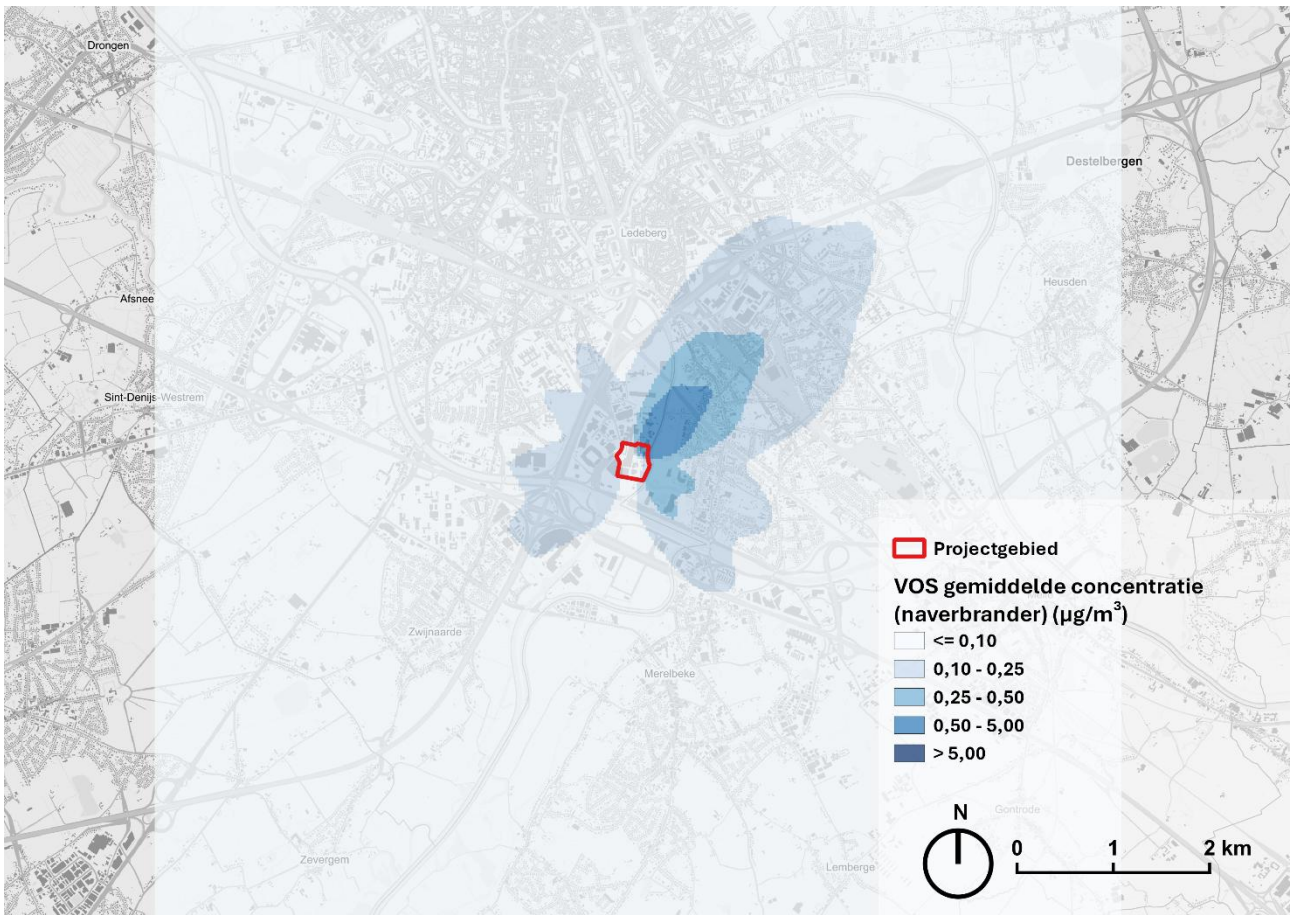 Drongen
Destelbergen
Ledeberg
Heusden
Afsnee
Sint-Denijs-Westrem
Projectgebied
VOS gemiddelde concentratie
(naverbrander) (µg/m³)
<= 0,10
0,10 - 0,25
0,25 - 0,50
0,50 - 5,00
> 5,00
Zwijnaarde
Merelbeke
Gontrode
N
0 1 2 km
Zevergem
Lemberge